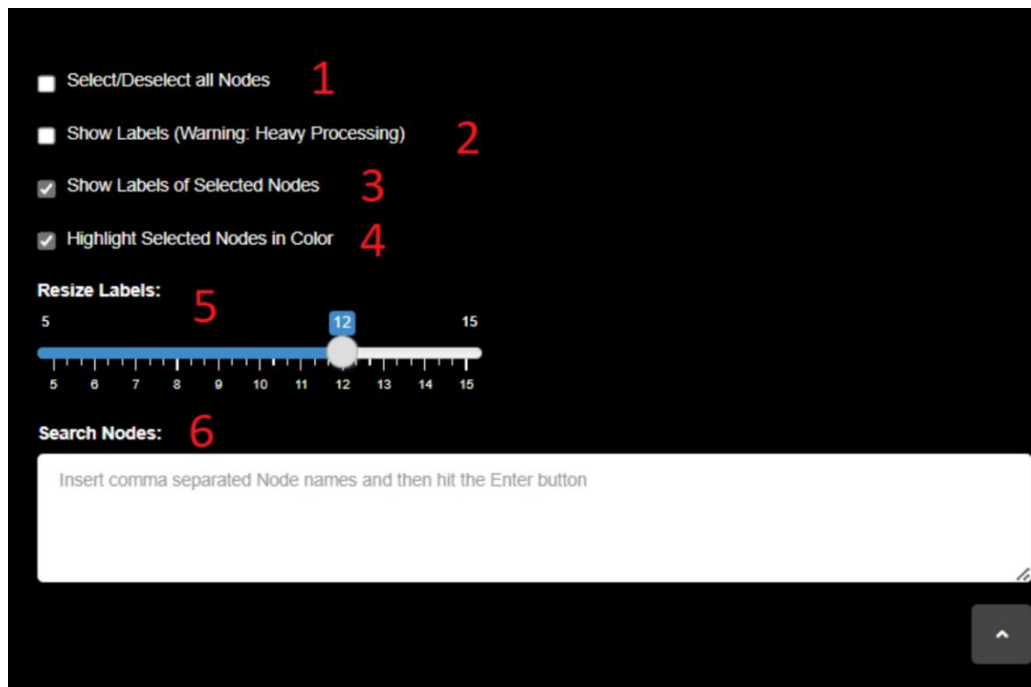 Select/Deselect all Nodes 1
Show Labels (Warning: Heavy Processing) 2
Show Labels of Selected Nodes 3
Highlight Selected Nodes in Color 4
Resize Labels: 5
5 12 15
5 6 7 8 9 10 11 12 13 14 15
Search Nodes: 6
Insert comma separated Node names and then hit the Enter button